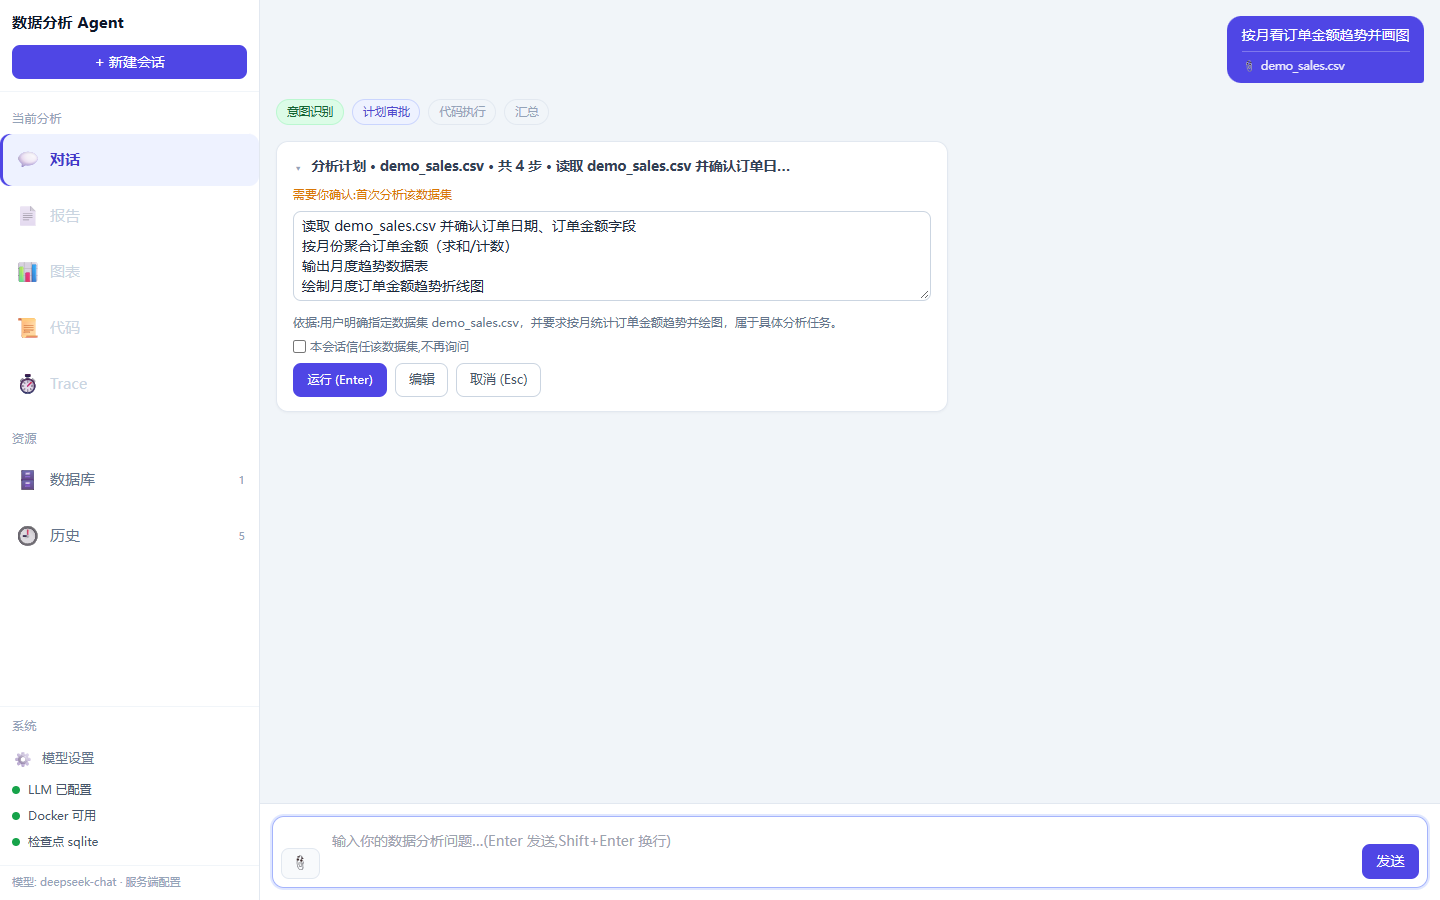 数据分析 Agent
+ 新建会话
当前分析
对话
报告
图表
代码
Trace
资源
数据库 1
历史 5
系统
模型设置
LLM 已配置
Docker 可用
检查点 sqlite
模型: deepseek-chat · 服务端配置
按月看订单金额趋势并画图
demo_sales.csv
意图识别 计划审批 代码执行 汇总
分析计划 • demo_sales.csv • 共 4 步 • 读取 demo_sales.csv 并确认订单日...
需要你确认:首次分析该数据集
读取 demo_sales.csv 并确认订单日期、订单金额字段
按月份聚合订单金额（求和/计数）
输出月度趋势数据表
绘制月度订单金额趋势折线图
依据:用户明确指定数据集 demo_sales.csv，并要求按月统计订单金额趋势并绘图，属于具体分析任务。
本会话信任该数据集,不再询问
运行 (Enter) 编辑 取消 (Esc)
输入你的数据分析问题...(Enter 发送,Shift+Enter 换行)
发送